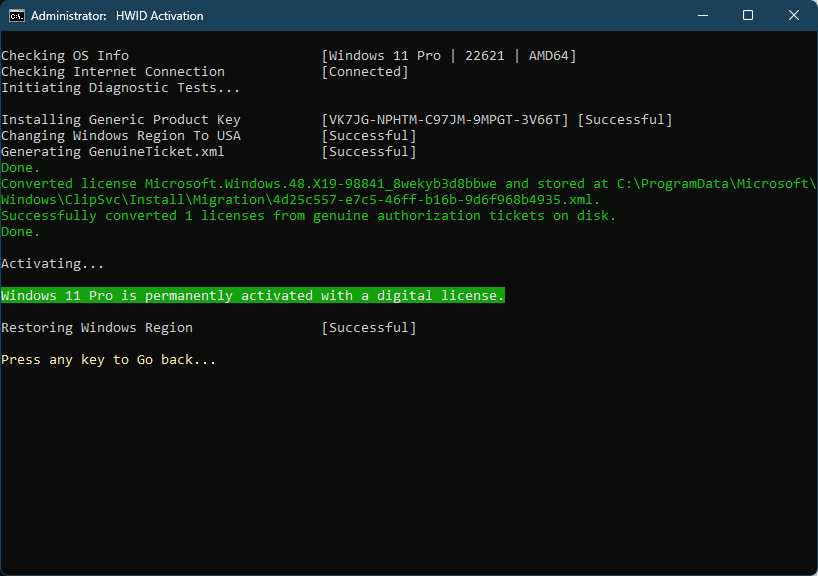 Administrator: HWID Activation
Checking OS Info [Windows 11 Pro | 22621 | AMD64]
Checking Internet Connection [Connected]
Initiating Diagnostic Tests...
Installing Generic Product Key [VK7JG-NPHTM-C97JM-9MPGT-3V66T] [Successful]
Changing Windows Region To USA [Successful]
Generating GenuineTicket.xml [Successful]
Done.
Converted license Microsoft.Windows.48.X19-98841_8wekyb3d8bbwe and stored at C:\ProgramData\Microsoft\
Windows\ClipSvc\Install\Migration\4d25c557-e7c5-46ff-b16b-9d6f968b4935.xml.
Successfully converted 1 licenses from genuine authorization tickets on disk.
Done.
Activating...
Windows 11 Pro is permanently activated with a digital license.
Restoring Windows Region [Successful]
Press any key to Go back...